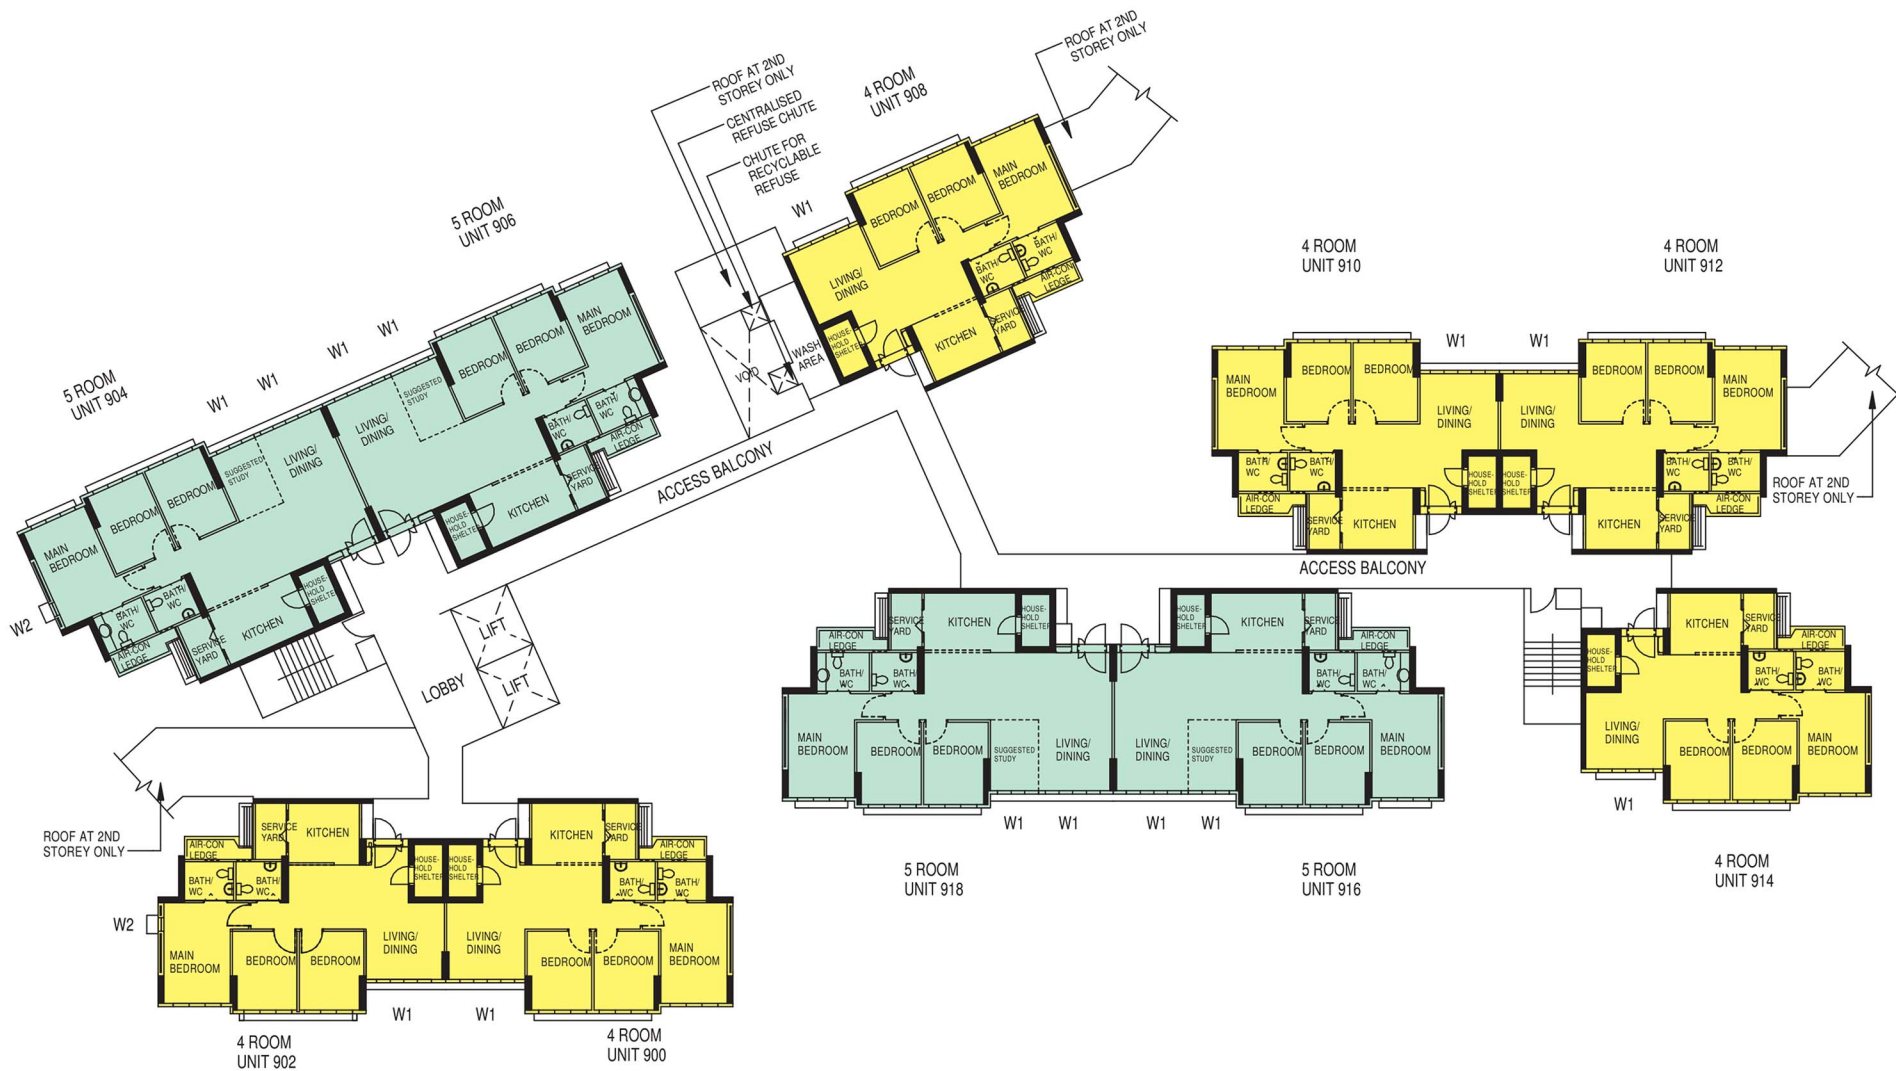 ROOF AT 2ND
STOREY ONLY
CENTRALISED
REFUSE CHUTE
CHUTE FOR
RECYCLABLE
REFUSE
4 ROOM
UNIT 908
ROOF AT 2ND
STOREY ONLY
W1
BEDROOM
BEDROOM
MAIN
BEDROOM
LIVING/
DINING
BATH/
WC
BATH/
WC
AIR-CON
LEDGE
HOUSE-
HOLD
SHELTER
KITCHEN
SERVICE
YARD
WASH
AREA
VOID
5 ROOM
UNIT 906
W1
W1
MAIN
BEDROOM
BEDROOM
BEDROOM
SUGGESTED
STUDY
LIVING/
DINING
BATH/
WC
BATH/
WC
AIR-CON
LEDGE
SERVICE
YARD
KITCHEN
HOUSE-
HOLD
SHELTER
ACCESS BALCONY
5 ROOM
UNIT 904
W1
W1
LIVING/
DINING
SUGGESTED
STUDY
BEDROOM
BEDROOM
MAIN
BEDROOM
W2
BATH/
WC
BATH/
WC
AIR-CON
LEDGE
SERVICE
YARD
KITCHEN
HOUSE-
HOLD
SHELTER
LIFT
LIFT
LOBBY
4 ROOM
UNIT 910
4 ROOM
UNIT 912
W1
W1
MAIN
BEDROOM
BEDROOM
BEDROOM
LIVING/
DINING
LIVING/
DINING
BEDROOM
BEDROOM
MAIN
BEDROOM
BATH/
WC
BATH/
WC
HOUSE-
HOLD
SHELTER
HOUSE-
HOLD
SHELTER
BATH/
WC
BATH/
WC
AIR-CON
LEDGE
SERVICE
YARD
KITCHEN
KITCHEN
SERVICE
YARD
AIR-CON
LEDGE
ROOF AT 2ND
STOREY ONLY
ACCESS BALCONY
AIR-CON
LEDGE
SERVICE
YARD
KITCHEN
HOUSE-
HOLD
SHELTER
HOUSE-
HOLD
SHELTER
KITCHEN
SERVICE
YARD
AIR-CON
LEDGE
BATH/
WC
BATH/
WC
BATH/
WC
BATH/
WC
MAIN
BEDROOM
BEDROOM
BEDROOM
SUGGESTED
STUDY
LIVING/
DINING
LIVING/
DINING
SUGGESTED
STUDY
BEDROOM
BEDROOM
MAIN
BEDROOM
W1
W1
W1
W1
5 ROOM
UNIT 918
5 ROOM
UNIT 916
HOUSE-
HOLD
SHELTER
KITCHEN
SERVICE
YARD
AIR-CON
LEDGE
BATH/
WC
BATH/
WC
LIVING/
DINING
BEDROOM
BEDROOM
MAIN
BEDROOM
W1
4 ROOM
UNIT 914
ROOF AT 2ND
STOREY ONLY
AIR-CON
LEDGE
SERVICE
YARD
KITCHEN
HOUSE-
HOLD
SHELTER
HOUSE-
HOLD
SHELTER
KITCHEN
SERVICE
YARD
AIR-CON
LEDGE
BATH/
WC
BATH/
WC
BATH/
WC
BATH/
WC
W2
MAIN
BEDROOM
BEDROOM
BEDROOM
LIVING/
DINING
LIVING/
DINING
BEDROOM
BEDROOM
MAIN
BEDROOM
W1
W1
4 ROOM
UNIT 902
4 ROOM
UNIT 900